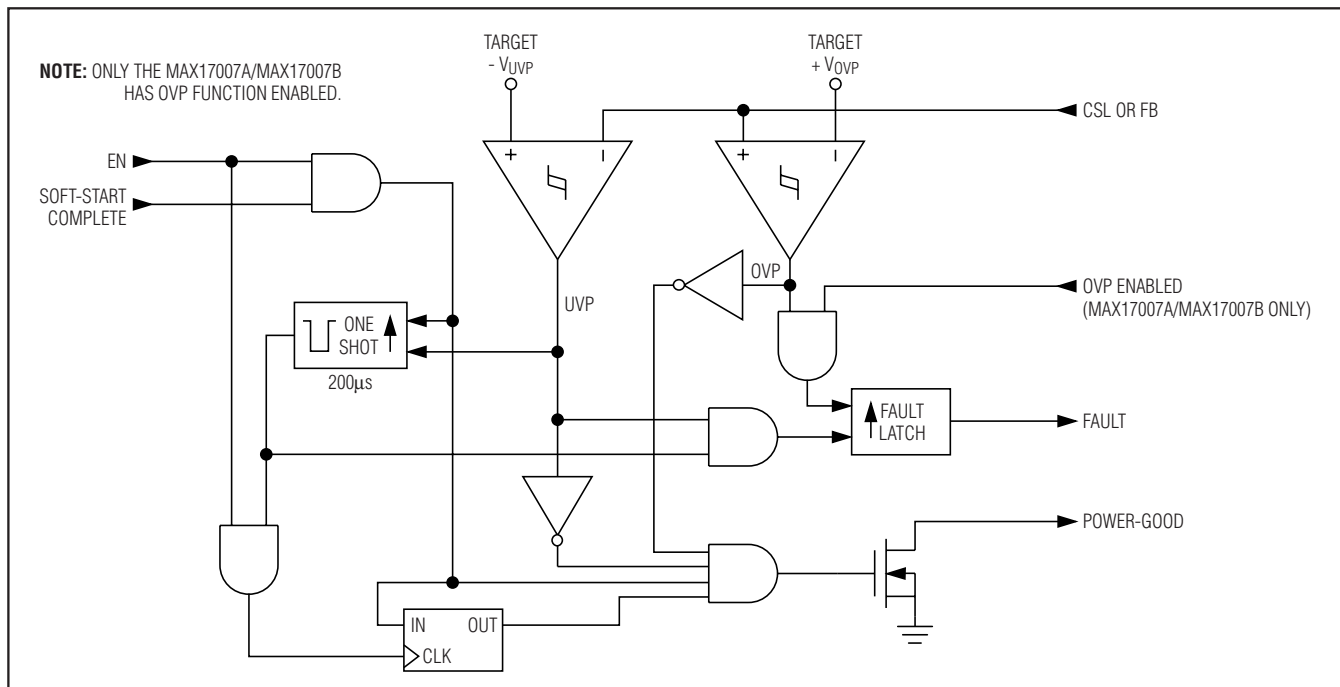 NOTE: ONLY THE MAX17007A/MAX17007B
HAS OVP FUNCTION ENABLED.
TARGET
- VUVP
TARGET
+ VOVP
CSL OR FB
EN
SOFT-START
COMPLETE
+
−
+
−
OVP
OVP ENABLED
(MAX17007A/MAX17007B ONLY)
UVP
ONE
SHOT
200µs
FAULT
LATCH
FAULT
POWER-GOOD
IN
OUT
CLK